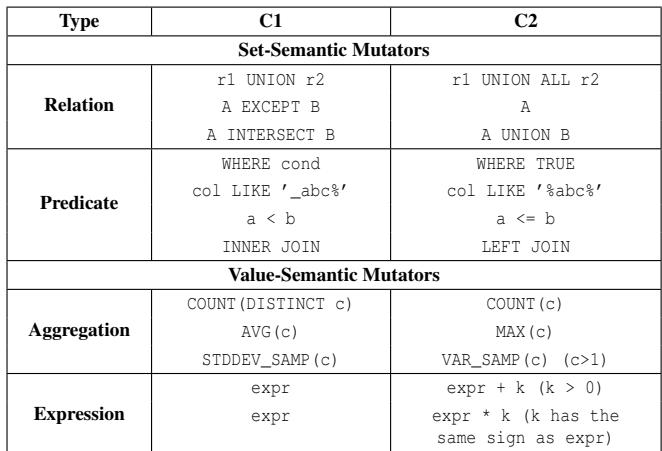 Type C1 C2
Set-Semantic Mutators
Relation
r1 UNION r2 r1 UNION ALL r2
A EXCEPT B A
A INTERSECT B A UNION B
Predicate
WHERE cond WHERE TRUE
col LIKE '_abc%' col LIKE '%abc%'
a < b a <= b
INNER JOIN LEFT JOIN
Value-Semantic Mutators
Aggregation
COUNT(DISTINCT c) COUNT(c)
AVG(c) MAX(c)
STDDEV_SAMP(c) VAR_SAMP(c) (c>1)
Expression
expr expr + k (k > 0)
expr expr * k (k has the
same sign as expr)